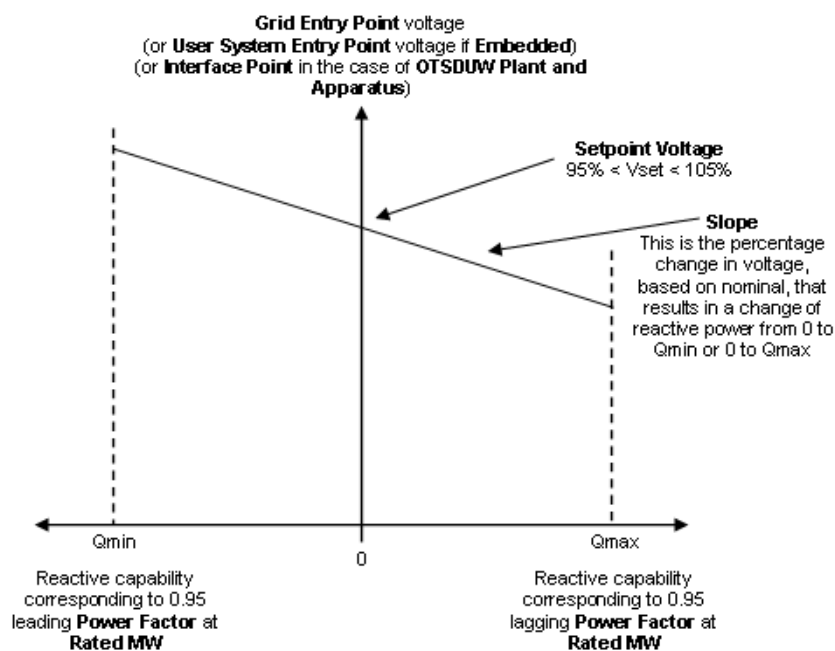 Grid Entry Point voltage
(or User System Entry Point voltage if Embedded)
(or Interface Point in the case of OTSDUW Plant and
Apparatus)
Setpoint Voltage
95% < Vset < 105%
Slope
This is the percentage
change in voltage,
based on nominal, that
results in a change of
reactive power from 0 to
Qmin or 0 to Qmax
Qmin
0
Qmax
Reactive capability
corresponding to 0.95
leading Power Factor at
Rated MW
Reactive capability
corresponding to 0.95
lagging Power Factor at
Rated MW